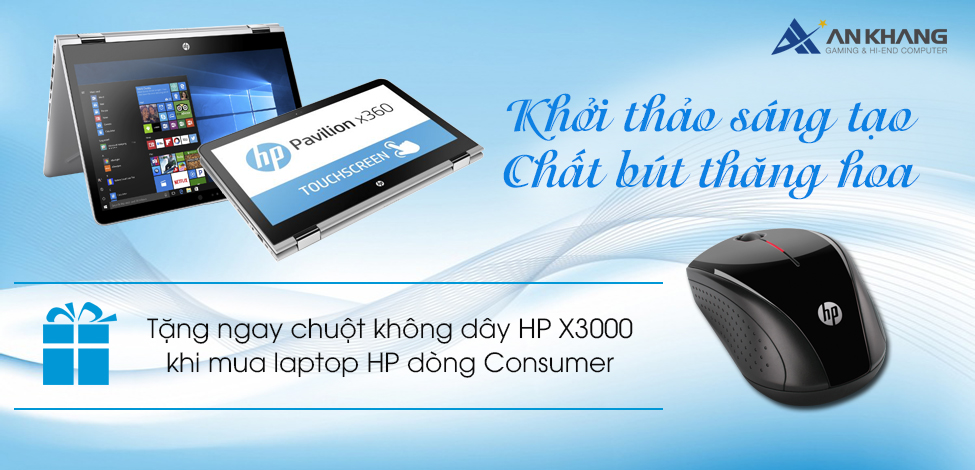 AN KHANG
GAMING & HI-END COMPUTER
Khởi thảo sáng tạo
Chất bút thăng hoa
Pavilion x360
hp
TOUCHSCREEN
hp
Tặng ngay chuột không dây HP X3000
khi mua laptop HP dòng Consumer